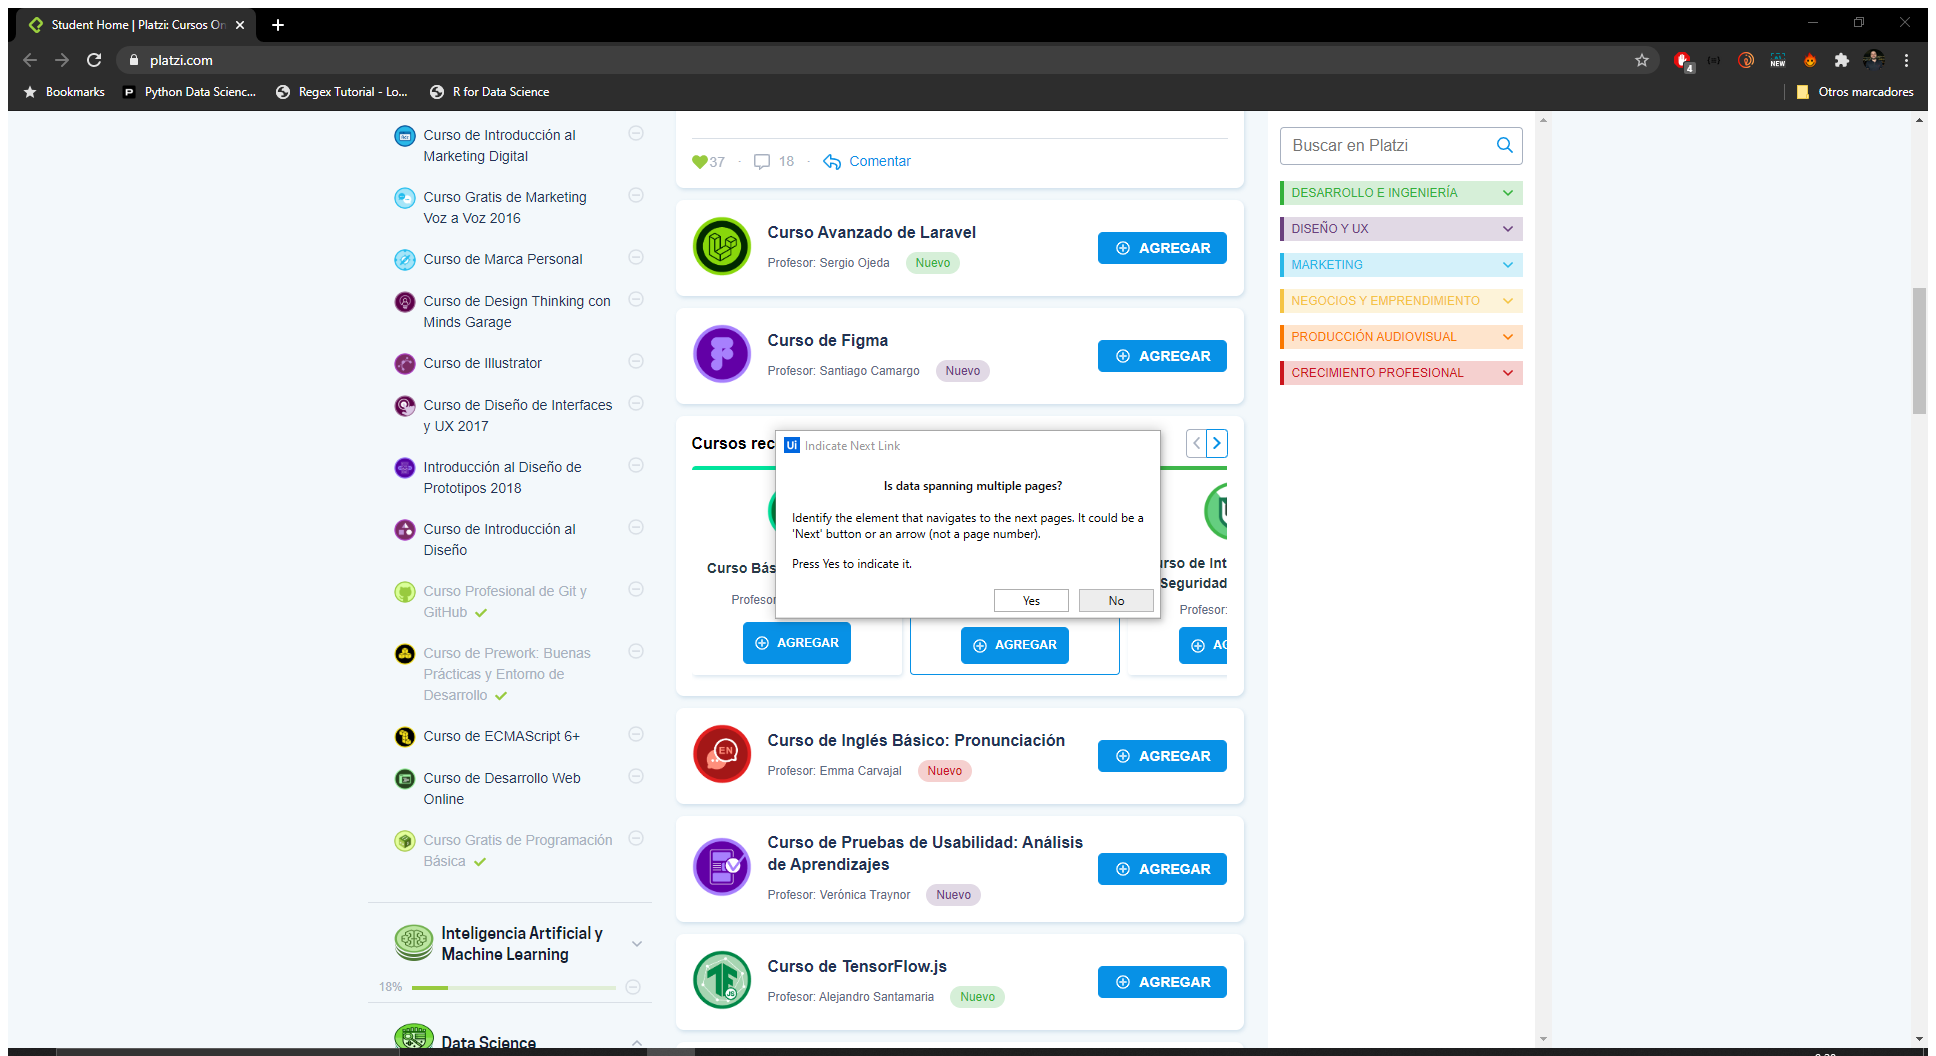 Student Home | Platzi: Cursos On
platzi.com
4
NEW
Bookmarks
Python Data Scienc...
Regex Tutorial - Lo...
R for Data Science
Otros marcadores
Curso de Introducción al
Marketing Digital
Curso Gratis de Marketing
Voz a Voz 2016
Curso de Marca Personal
Curso de Design Thinking con
Minds Garage
Curso de Illustrator
Curso de Diseño de Interfaces
y UX 2017
Introducción al Diseño de
Prototipos 2018
Curso de Introducción al
Diseño
Curso Profesional de Git y
GitHub
Curso de Prework: Buenas
Prácticas y Entorno de
Desarrollo
Curso de ECMAScript 6+
Curso de Desarrollo Web
Online
Curso Gratis de Programación
Básica
Inteligencia Artificial y
Machine Learning
18%
Data Science
37 · 18 · Comentar
Curso Avanzado de Laravel
Profesor: Sergio Ojeda Nuevo
AGREGAR
Curso de Figma
Profesor: Santiago Camargo Nuevo
AGREGAR
Cursos rec
Curso Bás
Profesor
AGREGAR
AGREGAR
urso de Int
Seguridad
Profesor:
AG
Ui Indicate Next Link
Is data spanning multiple pages?
Identify the element that navigates to the next pages. It could be a
'Next' button or an arrow (not a page number).
Press Yes to indicate it.
Yes
No
EN
Curso de Inglés Básico: Pronunciación
Profesor: Emma Carvajal Nuevo
AGREGAR
Curso de Pruebas de Usabilidad: Análisis
de Aprendizajes
Profesor: Verónica Traynor Nuevo
AGREGAR
JS
Curso de TensorFlow.js
Profesor: Alejandro Santamaria Nuevo
AGREGAR
Buscar en Platzi
DESARROLLO E INGENIERÍA
DISEÑO Y UX
MARKETING
NEGOCIOS Y EMPRENDIMIENTO
PRODUCCIÓN AUDIOVISUAL
CRECIMIENTO PROFESIONAL